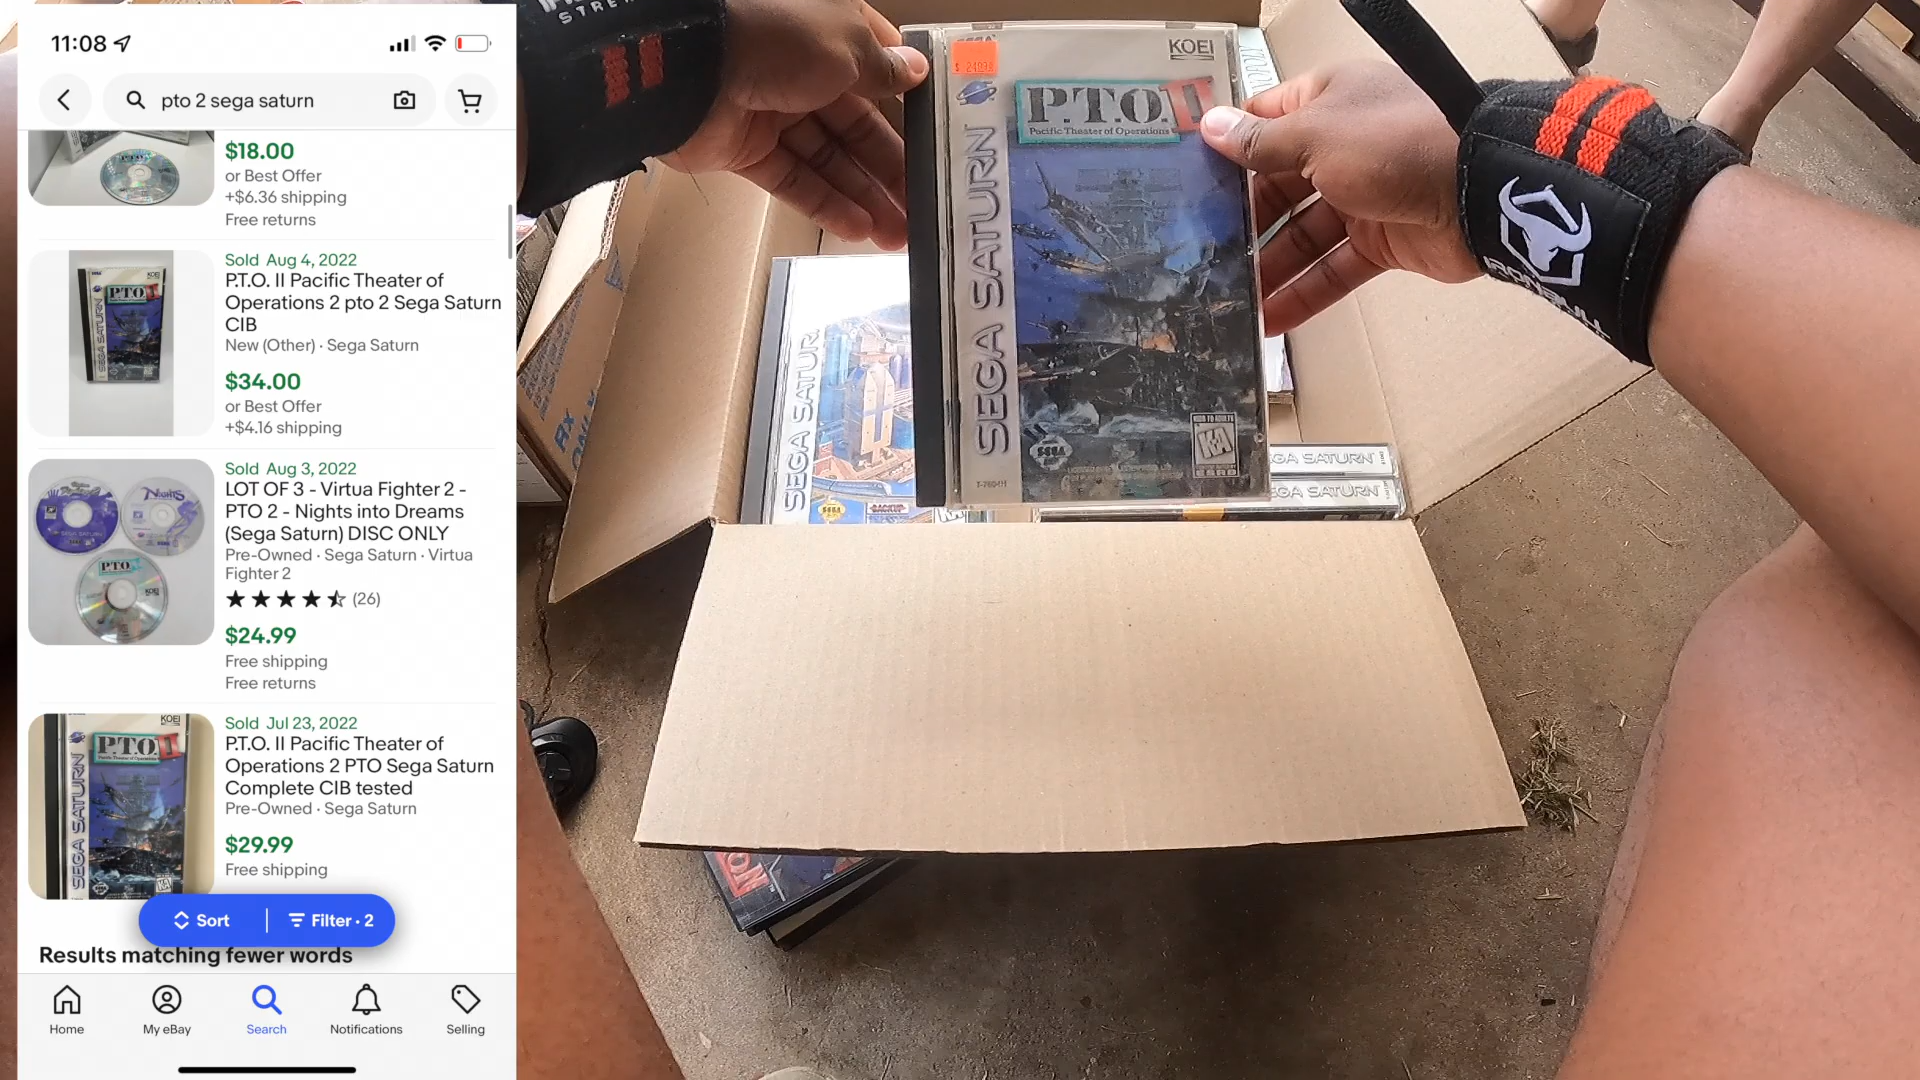 11:08
pto 2 sega saturn
$18.00
or Best Offer
+$6.36 shipping
Free returns
Sold Aug 4, 2022
P.T.O. II Pacific Theater of
Operations 2 pto 2 Sega Saturn
CIB
New (Other) · Sega Saturn
$34.00
or Best Offer
+$4.16 shipping
Sold Aug 3, 2022
LOT OF 3 - Virtua Fighter 2 -
PTO 2 - Nights into Dreams
(Sega Saturn) DISC ONLY
Pre-Owned · Sega Saturn · Virtua
Fighter 2
(26)
$24.99
Free shipping
Free returns
Sold Jul 23, 2022
P.T.O. II Pacific Theater of
Operations 2 PTO Sega Saturn
Complete CIB tested
Pre-Owned · Sega Saturn
$29.99
Free shipping
Sort
Filter · 2
Results matching fewer words
Home
My eBay
Search
Notifications
Selling
KOEI
P.T.O. II
Pacific Theater of Operations
SEGA SATURN
K-A
ESRB
SEGA
SEGA SATUR
SEGA
GA SATURN
GA SATURN
Rx